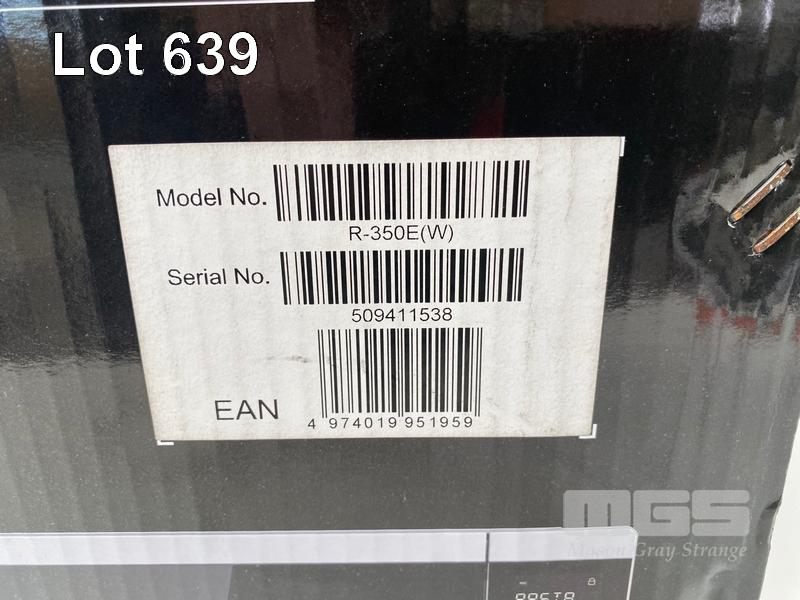 Lot 639
Model No.
R-350E(W)
Serial No.
509411538
EAN
4 974019 951959
MGS
Mason Gray Strange